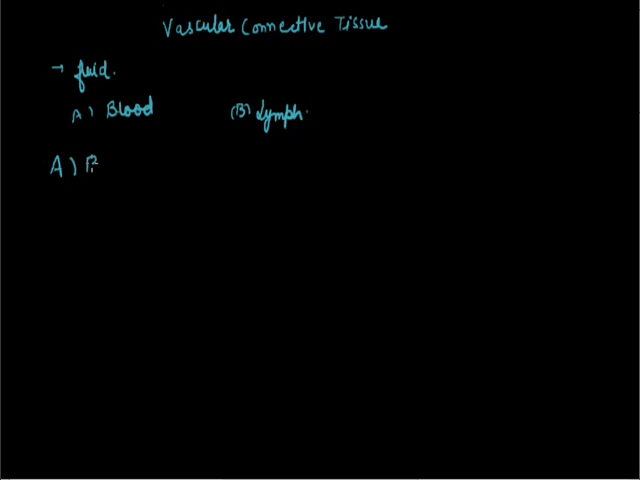 Vascular Connective Tissue
→ fluid.
A) Blood (B) Lymph.
A)